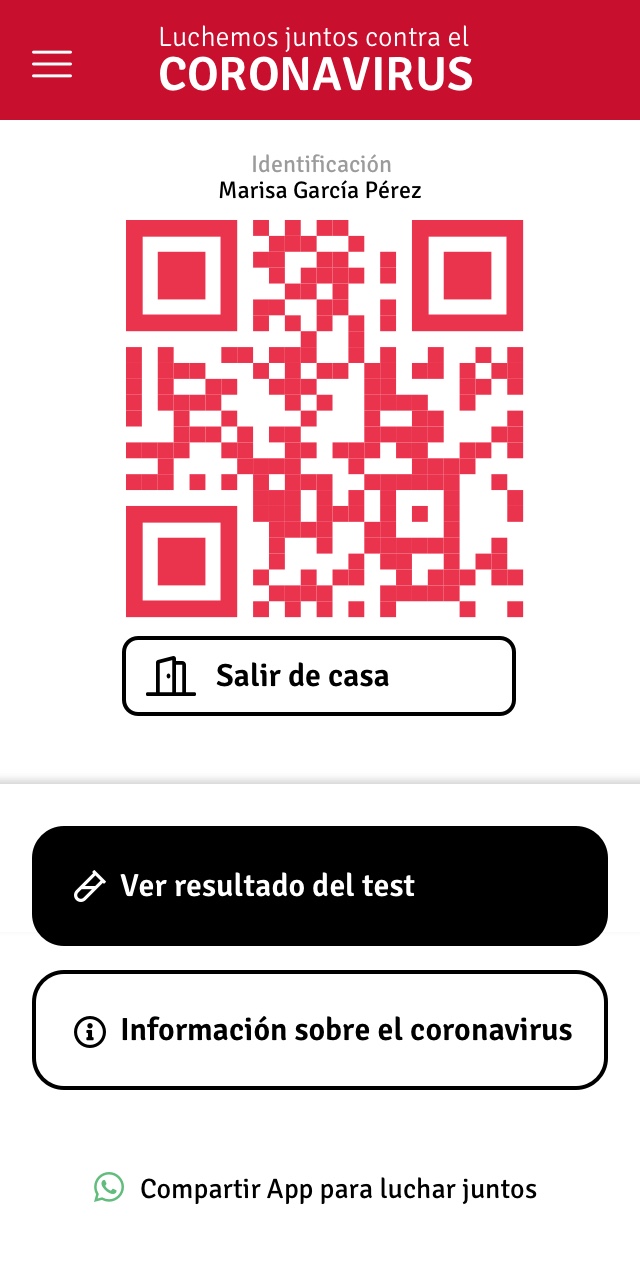 Luchemos juntos contra el
CORONAVIRUS
Identificación
Marisa García Pérez
Salir de casa
Ver resultado del test
Información sobre el coronavirus
Compartir App para luchar juntos